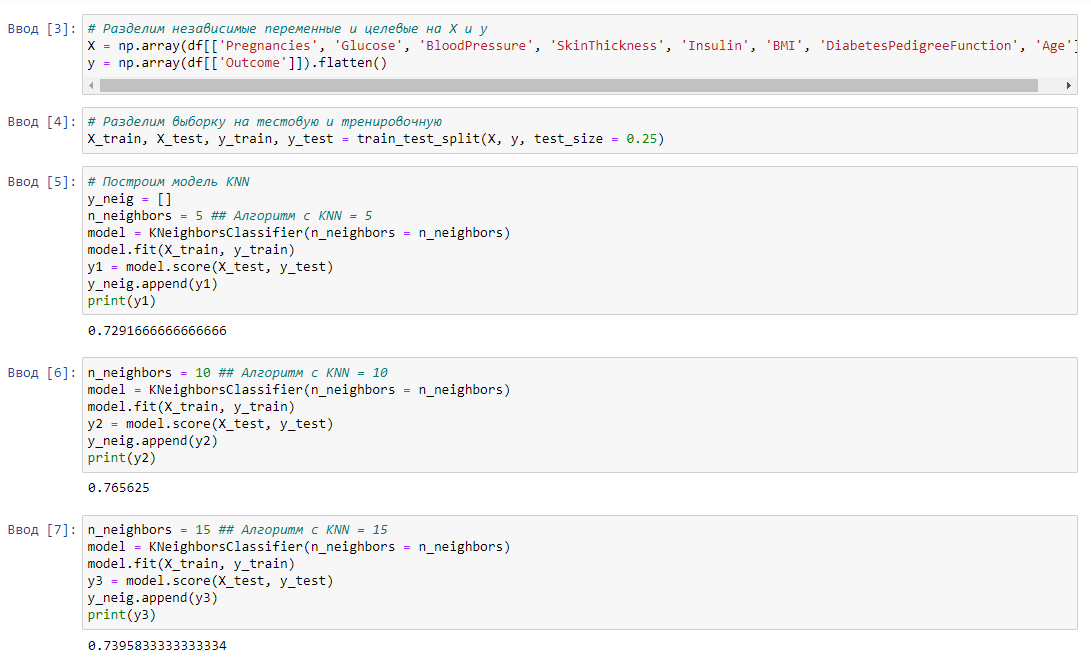 Ввод [3]:
# Разделим независимые переменные и целевые на X и y
X = np.array(df[['Pregnancies', 'Glucose', 'BloodPressure', 'SkinThickness', 'Insulin', 'BMI', 'DiabetesPedigreeFunction', 'Age']
y = np.array(df[['Outcome']]).flatten()
Ввод [4]:
# Разделим выборку на тестовую и тренировочную
X_train, X_test, y_train, y_test = train_test_split(X, y, test_size = 0.25)
Ввод [5]:
# Построим модель KNN
y_neig = []
n_neighbors = 5 ## Алгоритм с KNN = 5
model = KNeighborsClassifier(n_neighbors = n_neighbors)
model.fit(X_train, y_train)
y1 = model.score(X_test, y_test)
y_neig.append(y1)
print(y1)
0.7291666666666666
Ввод [6]:
n_neighbors = 10 ## Алгоритм с KNN = 10
model = KNeighborsClassifier(n_neighbors = n_neighbors)
model.fit(X_train, y_train)
y2 = model.score(X_test, y_test)
y_neig.append(y2)
print(y2)
0.765625
Ввод [7]:
n_neighbors = 15 ## Алгоритм с KNN = 15
model = KNeighborsClassifier(n_neighbors = n_neighbors)
model.fit(X_train, y_train)
y3 = model.score(X_test, y_test)
y_neig.append(y3)
print(y3)
0.7395833333333334